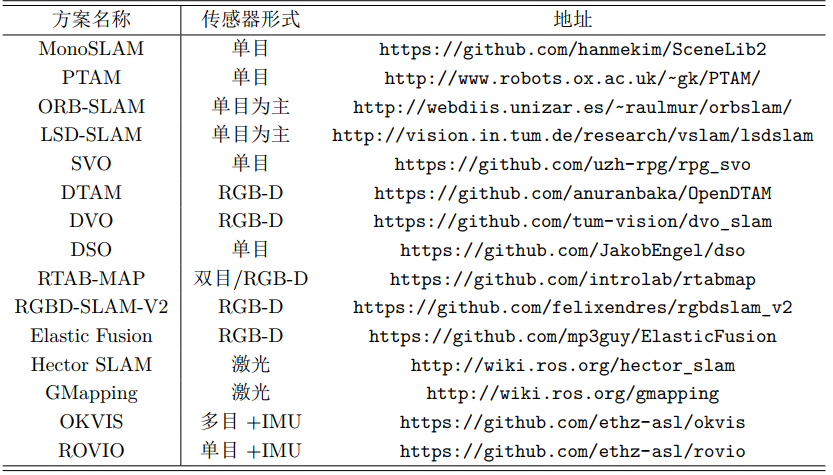 方案名称 传感器形式 地址
MonoSLAM 单目 https://github.com/hanmekim/SceneLib2
PTAM 单目 http://www.robots.ox.ac.uk/~gk/PTAM/
ORB-SLAM 单目为主 http://webdiis.unizar.es/~raulmur/orbslam/
LSD-SLAM 单目为主 http://vision.in.tum.de/research/vslam/lsdslam
SVO 单目 https://github.com/uzh-rpg/rpg_svo
DTAM RGB-D https://github.com/anuranbaka/OpenDTAM
DVO RGB-D https://github.com/tum-vision/dvo_slam
DSO 单目 https://github.com/JakobEngel/dso
RTAB-MAP 双目/RGB-D https://github.com/introlab/rtabmap
RGBD-SLAM-V2 RGB-D https://github.com/felixendres/rgbdslam_v2
Elastic Fusion RGB-D https://github.com/mp3guy/ElasticFusion
Hector SLAM 激光 http://wiki.ros.org/hector_slam
GMapping 激光 http://wiki.ros.org/gmapping
OKVIS 多目 +IMU https://github.com/ethz-asl/okvis
ROVIO 单目 +IMU https://github.com/ethz-asl/rovio